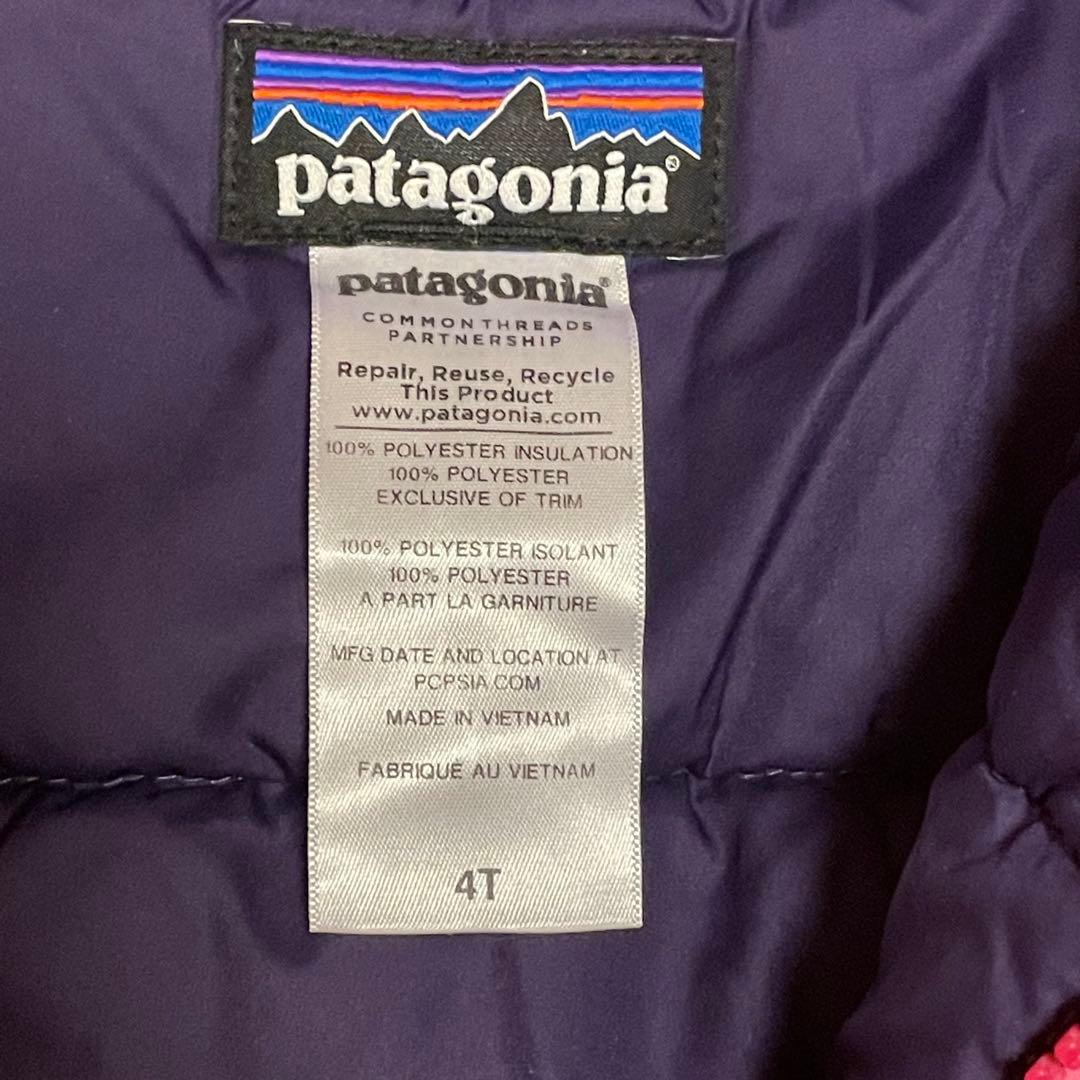 patagonia®
patagonia®
COMMON THREADS
PARTNERSHIP
Repair, Reuse, Recycle
This Product
www.patagonia.com
100% POLYESTER INSULATION
100% POLYESTER
EXCLUSIVE OF TRIM
100% POLYESTER ISOLANT
100% POLYESTER
A PART LA GARNITURE
MFG DATE AND LOCATION AT
PCPSIA.COM
MADE IN VIETNAM
FABRIQUE AU VIETNAM
4T